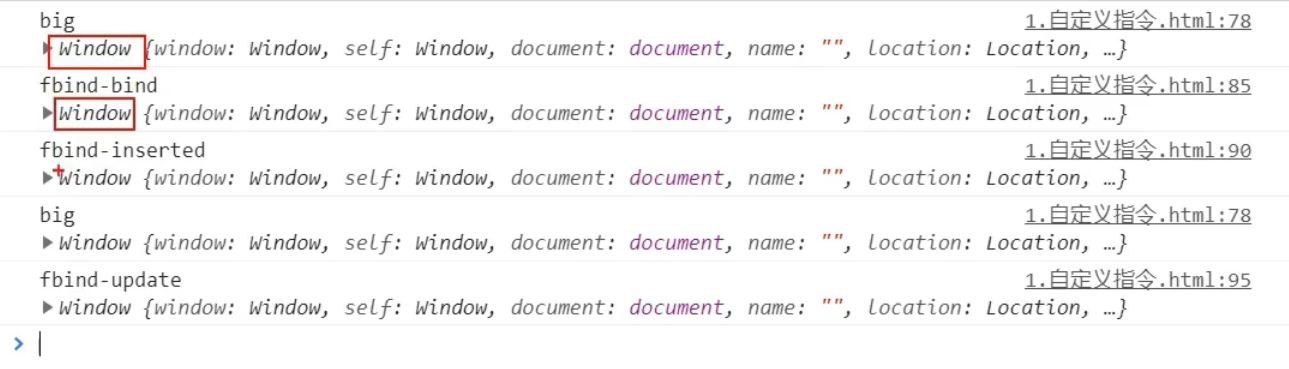 big 1.自定义指令.html:78
▶Window {window: Window, self: Window, document: document, name: "", location: Location, …}
fbind-bind 1.自定义指令.html:85
▶Window {window: Window, self: Window, document: document, name: "", location: Location, …}
fbind-inserted 1.自定义指令.html:90
▶Window {window: Window, self: Window, document: document, name: "", location: Location, …}
big 1.自定义指令.html:78
▶Window {window: Window, self: Window, document: document, name: "", location: Location, …}
fbind-update 1.自定义指令.html:95
▶Window {window: Window, self: Window, document: document, name: "", location: Location, …}
>